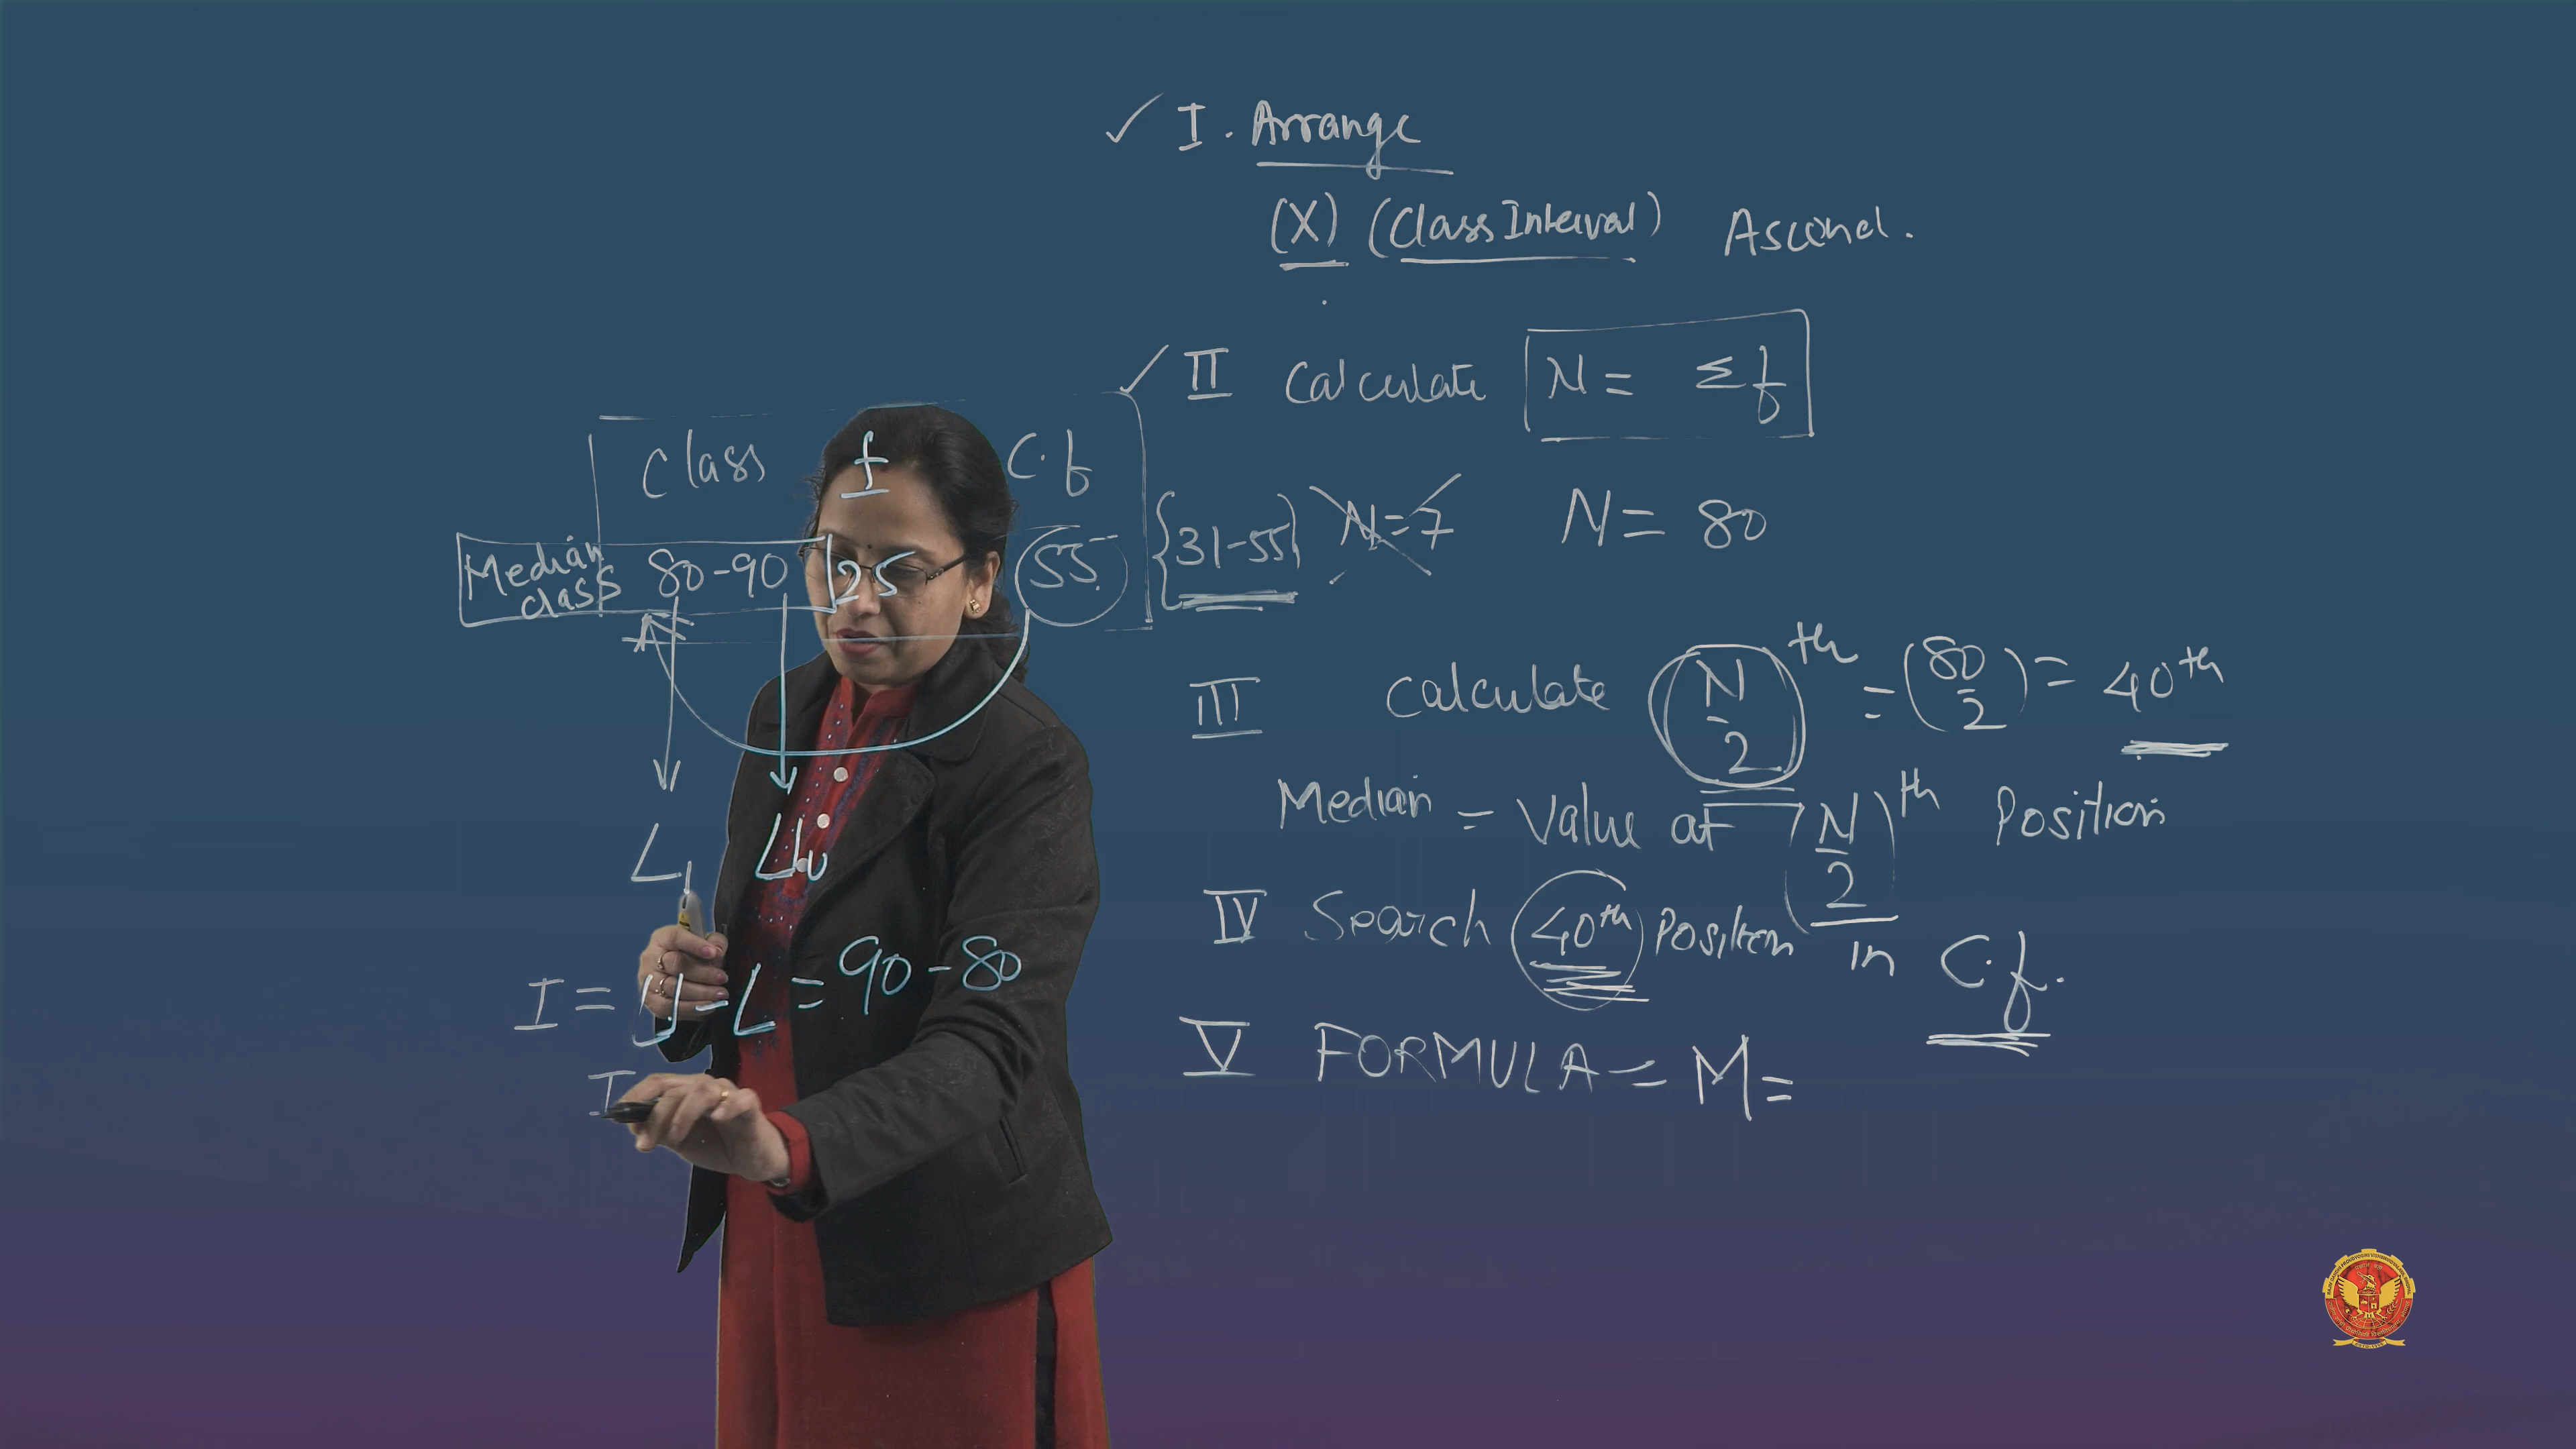 ✓ I. Arrange
(X) (Class Interval) Ascend.
✓ II Calculate N = Σf
Class f C.f
Median class 80-90 25 55 {31-55} N=7 N = 80
III Calculate (N/2)th = (80/2) = 40th
Median = Value at (N/2)th Position
L1 Lu
IV Search 40th Position in C.f.
I = U - L = 90 - 80
V FORMULA = M =
I